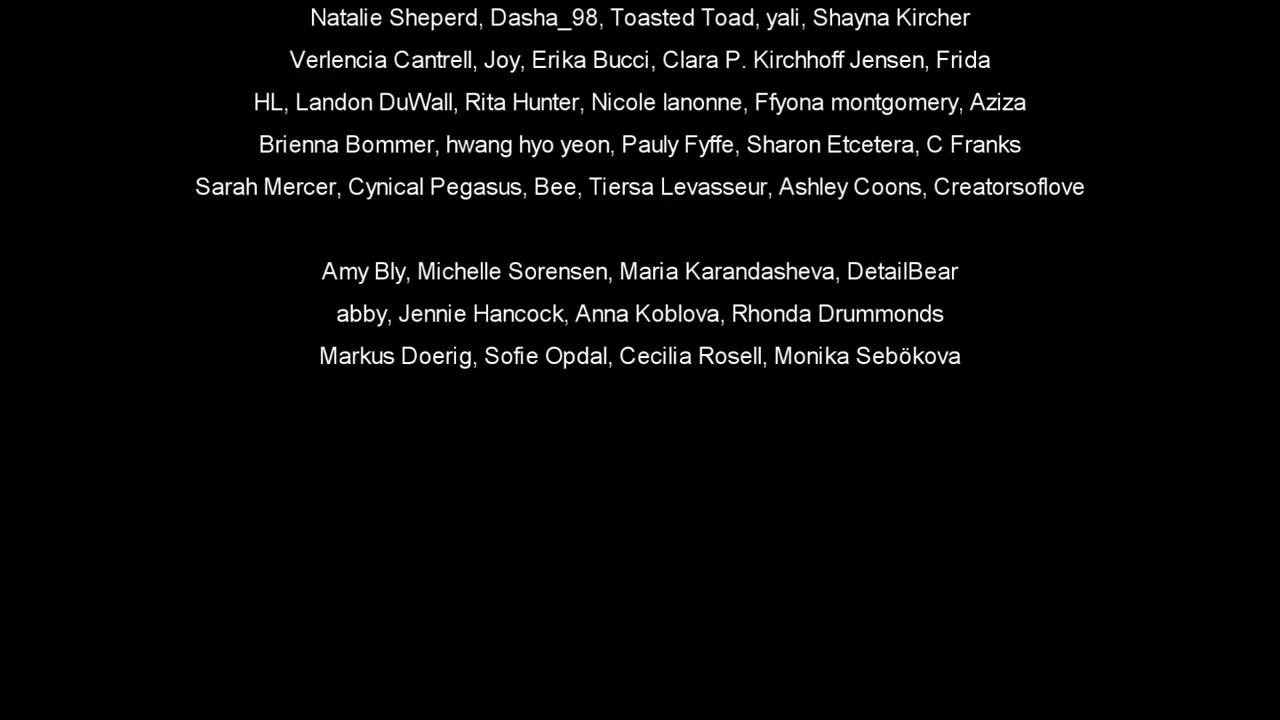 Natalie Sheperd, Dasha_98, Toasted Toad, yali, Shayna Kircher
Verlencia Cantrell, Joy, Erika Bucci, Clara P. Kirchhoff Jensen, Frida
HL, Landon DuWall, Rita Hunter, Nicole Ianonne, Ffyona montgomery, Aziza
Brienna Bommer, hwang hyo yeon, Pauly Fyffe, Sharon Etcetera, C Franks
Sarah Mercer, Cynical Pegasus, Bee, Tiersa Levasseur, Ashley Coons, Creatorsoflove
Amy Bly, Michelle Sorensen, Maria Karandasheva, DetailBear
abby, Jennie Hancock, Anna Koblova, Rhonda Drummonds
Markus Doerig, Sofie Opdal, Cecilia Rosell, Monika Sebökova